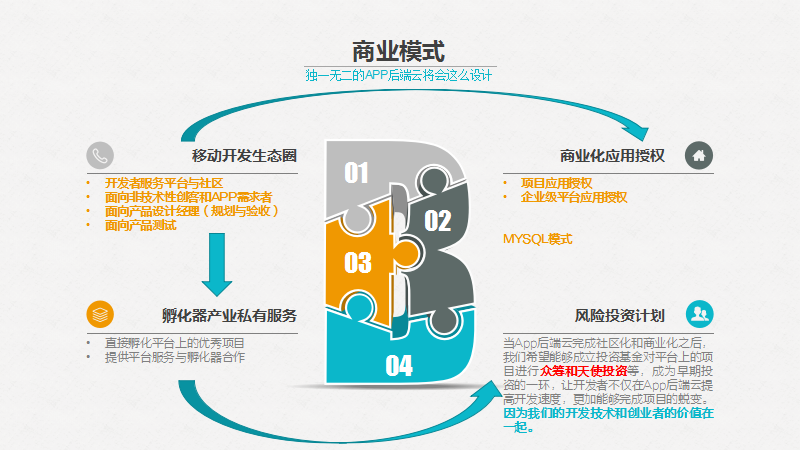 商业模式
独一无二的APP后端云将会这么设计
移动开发生态圈
• 开发者服务平台与社区
• 面向非技术性创客和APP需求者
• 面向产品设计经理（规划与验收）
• 面向产品测试
01
02
03
04
商业化应用授权
• 项目应用授权
• 企业级平台应用授权
MYSQL模式
孵化器产业私有服务
• 直接孵化平台上的优秀项目
• 提供平台服务与孵化器合作
风险投资计划
当App后端云完成社区化和商业化之后，
我们希望能够成立投资基金对平台上的项
目进行众筹和天使投资等，成为早期投
资的一环，让开发者不仅在App后端云提
高开发速度，更加能够完成项目的蜕变。
因为我们的开发技术和创业者的价值在
一起。